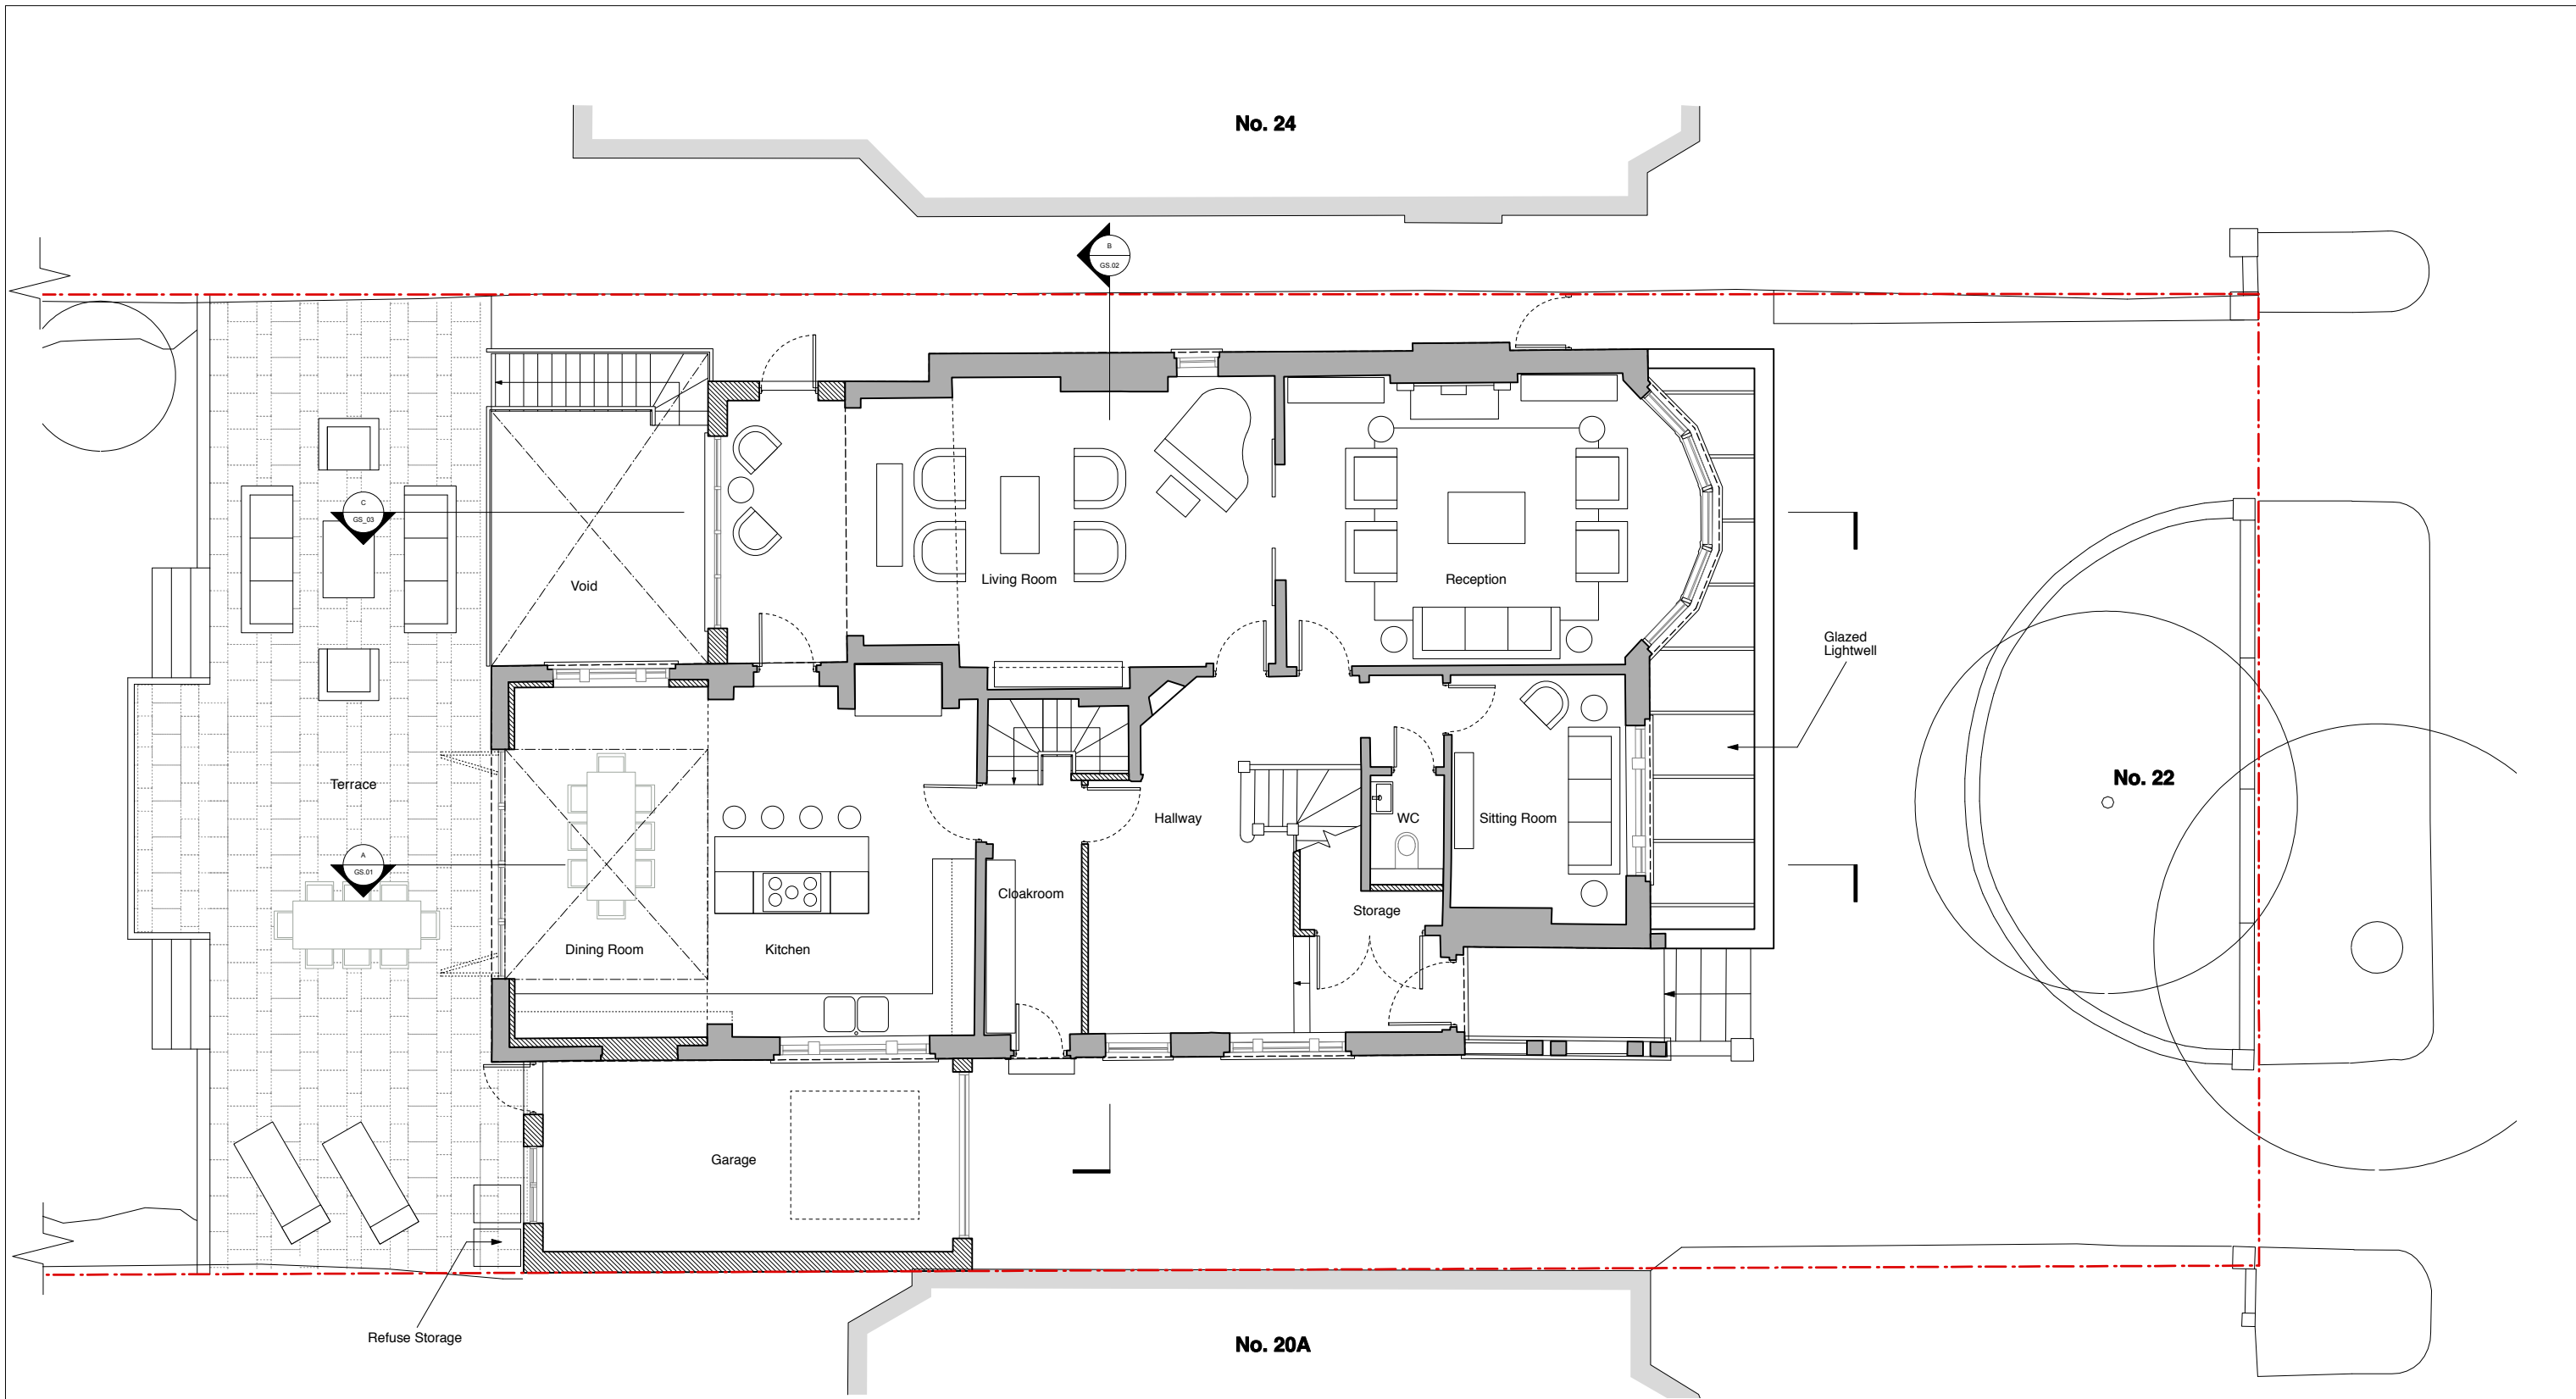 No. 24
B
GS.02
C
GS_03
Void
Living Room
Reception
Glazed
Lightwell
Terrace
No. 22
Hallway
WC
Sitting Room
A
GS.01
Cloakroom
Storage
Dining Room
Kitchen
Garage
Refuse Storage
No. 20A